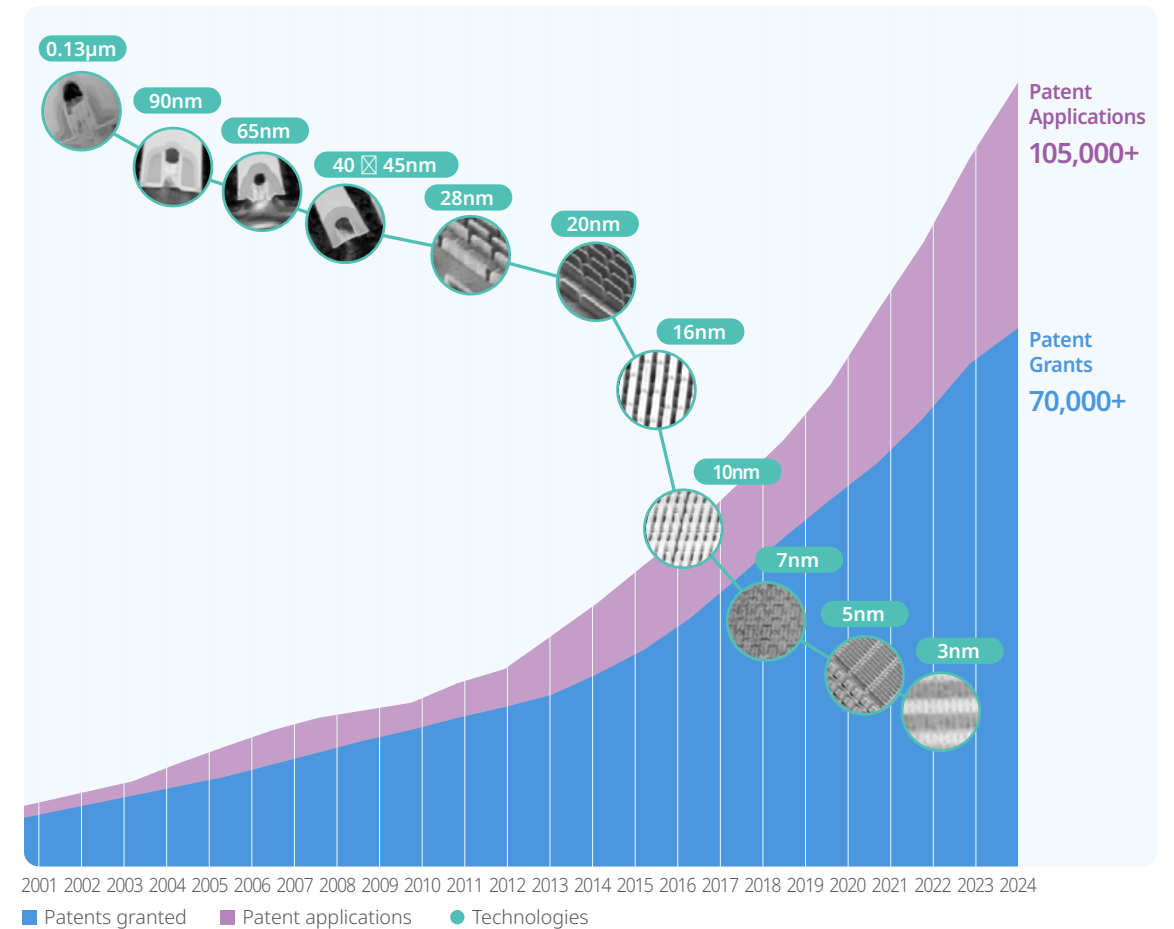 0.13μm
90nm
65nm
40 45nm
28nm
20nm
16nm
10nm
7nm
5nm
3nm
Patent
Applications
105,000+
Patent
Grants
70,000+
2001 2002 2003 2004 2005 2006 2007 2008 2009 2010 2011 2012 2013 2014 2015 2016 2017 2018 2019 2020 2021 2022 2023 2024
Patents granted Patent applications Technologies